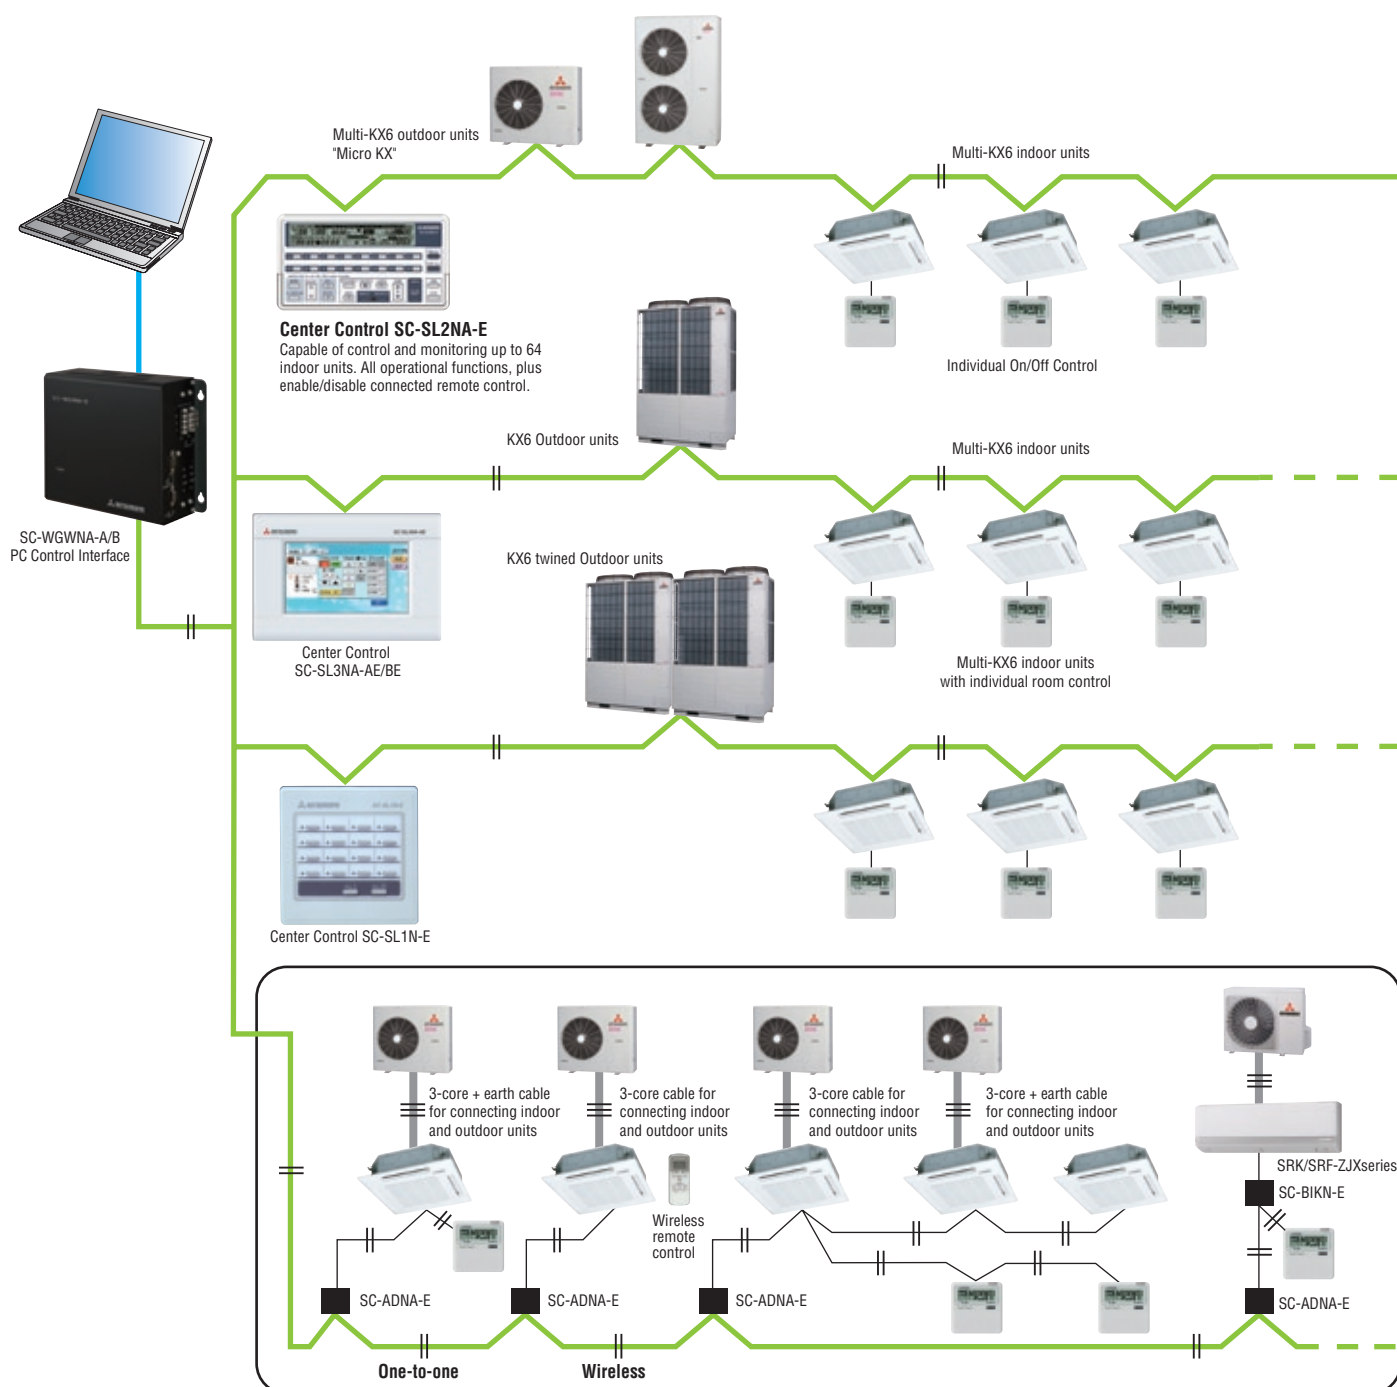 Multi-KX6 outdoor units
"Micro KX"
Multi-KX6 indoor units
Center Control SC-SL2NA-E
Capable of control and monitoring up to 64
indoor units. All operational functions, plus
enable/disable connected remote control.
Individual On/Off Control
KX6 Outdoor units
Multi-KX6 indoor units
SC-WGWNA-A/B
PC Control Interface
KX6 twined Outdoor units
Center Control
SC-SL3NA-AE/BE
Multi-KX6 indoor units
with individual room control
Center Control SC-SL1N-E
3-core + earth cable
for connecting indoor
and outdoor units
3-core cable for
connecting indoor
and outdoor units
3-core cable for
connecting indoor
and outdoor units
3-core + earth cable
for connecting indoor
and outdoor units
SRK/SRF-ZJXseries
SC-BIKN-E
Wireless
remote
control
SC-ADNA-E
SC-ADNA-E
SC-ADNA-E
SC-ADNA-E
One-to-one
Wireless